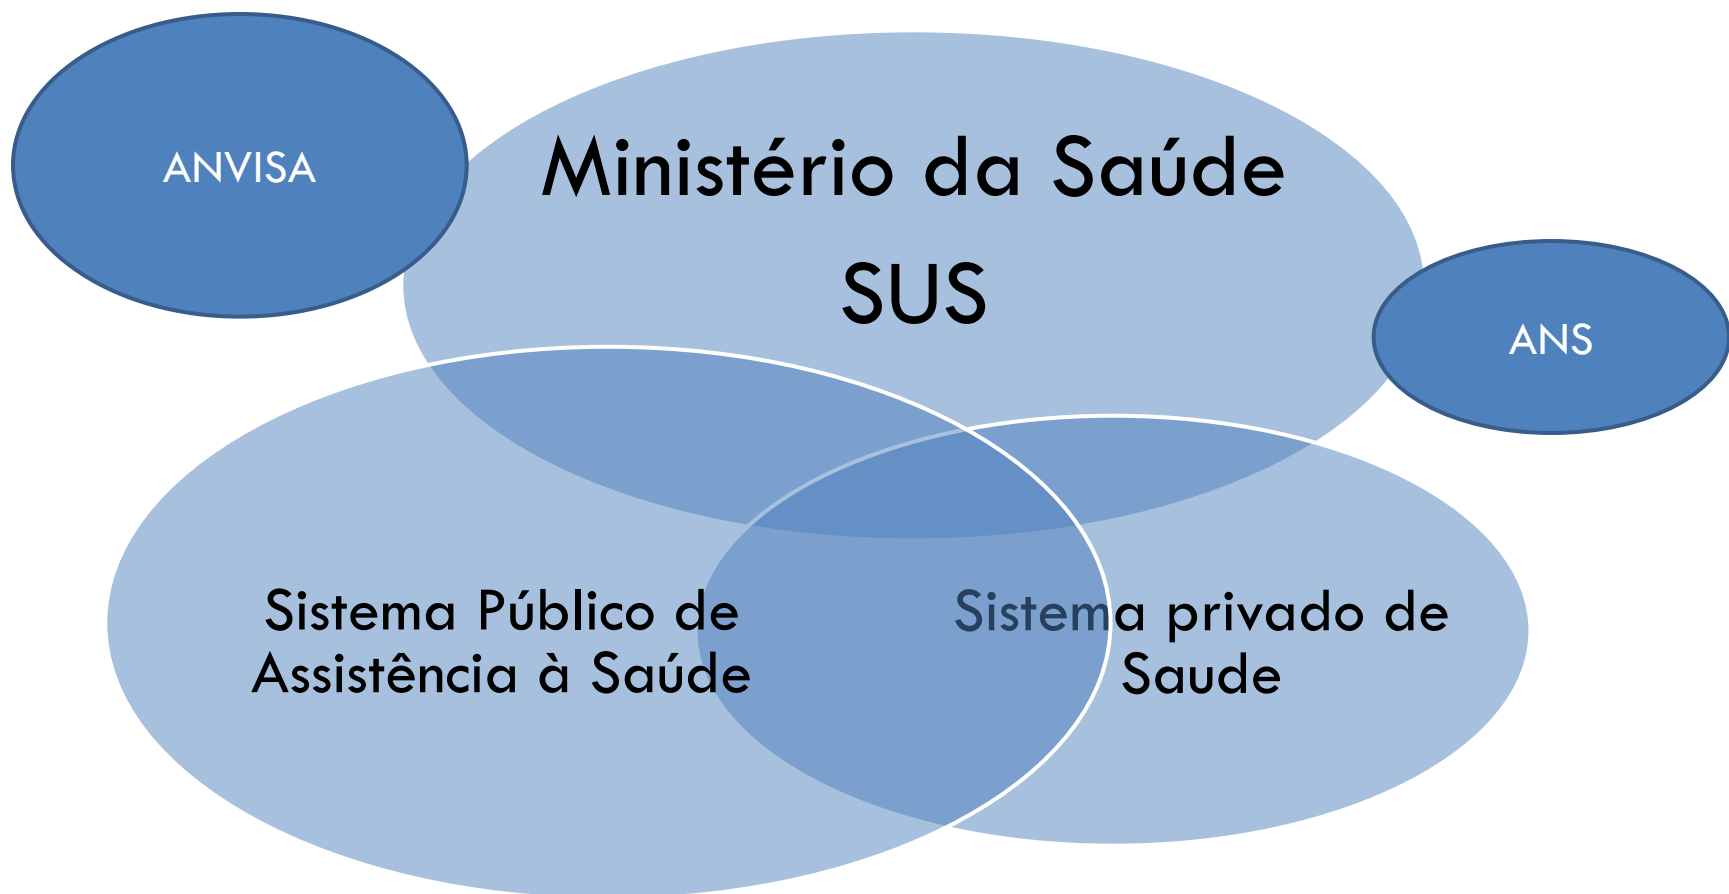 ANVISA
Ministério da Saúde
SUS
ANS
Sistema Público de
Assistência à Saúde
Sistema privado de
Saude